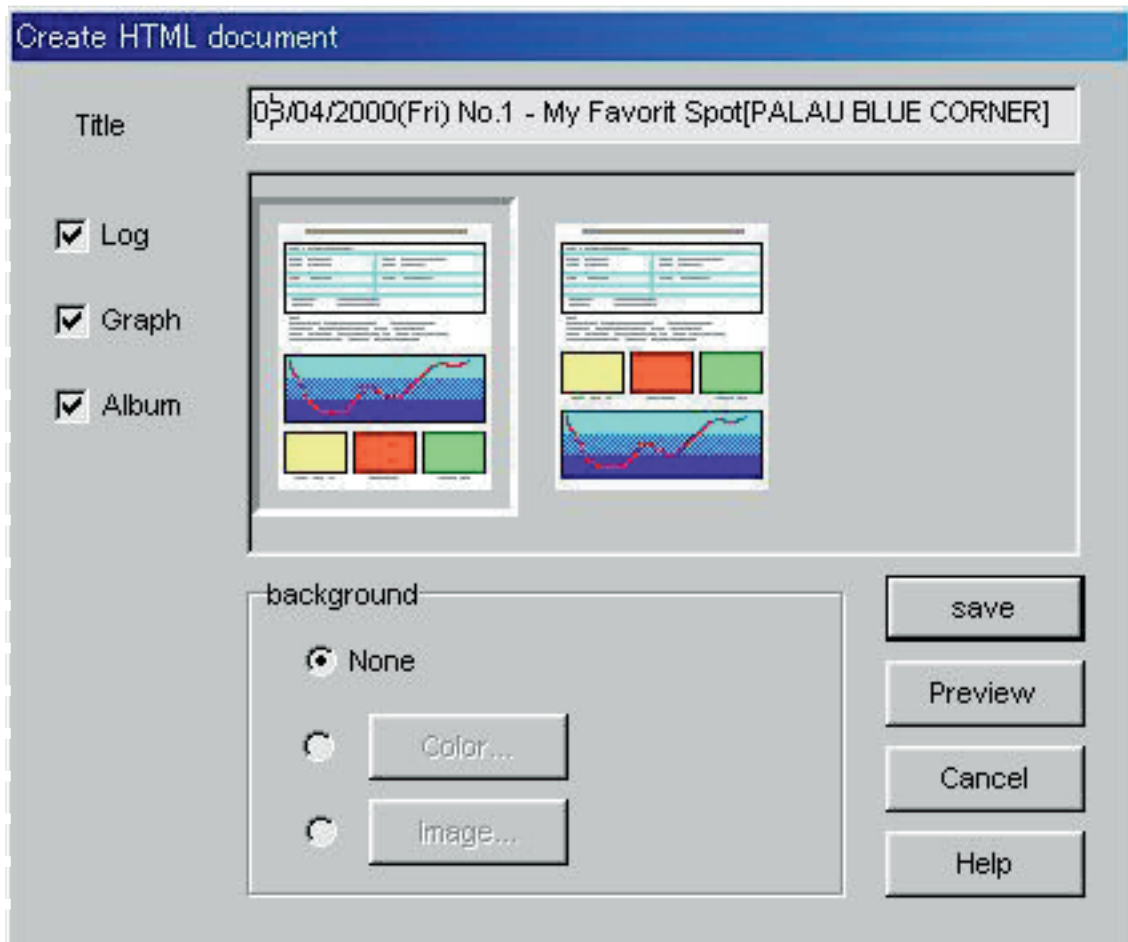 Create HTML document
Title
03/04/2000(Fri) No.1 - My Favorit Spot[PALAU BLUE CORNER]
Log
Graph
Album
background
None
Color...
Image...
save
Preview
Cancel
Help